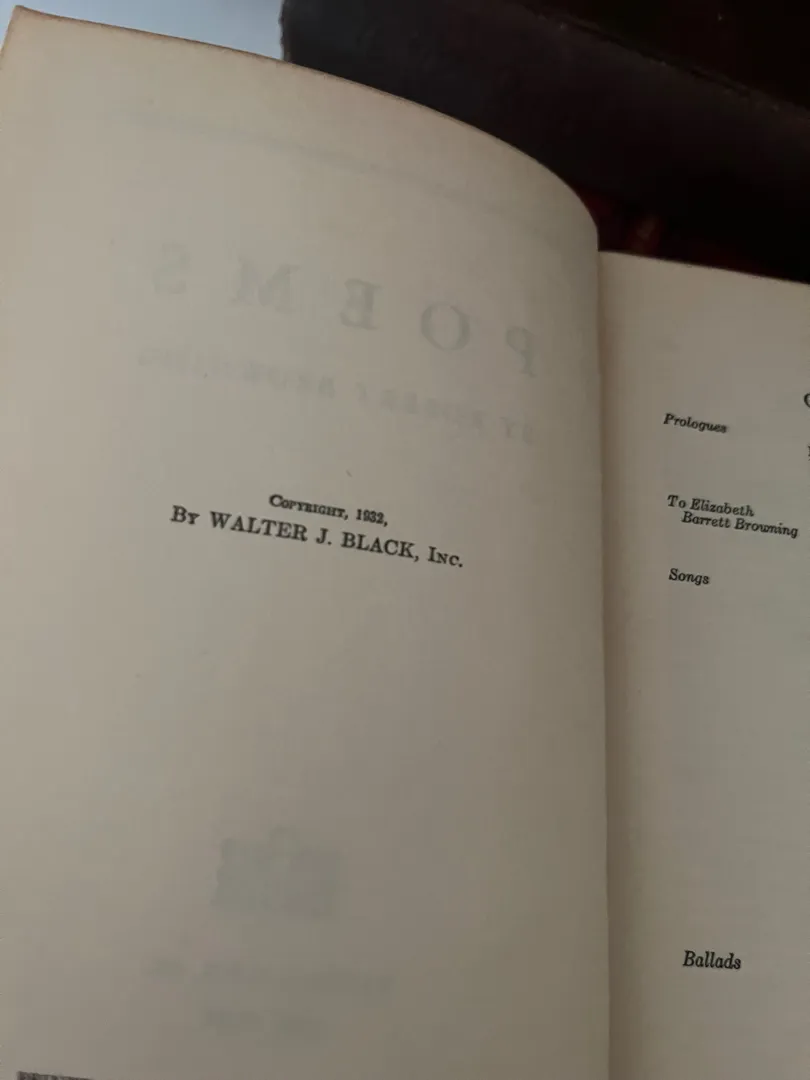 Copyright, 1932,
By WALTER J. BLACK, Inc.
Prologues
To Elizabeth
Barrett Browning
Songs
Ballads